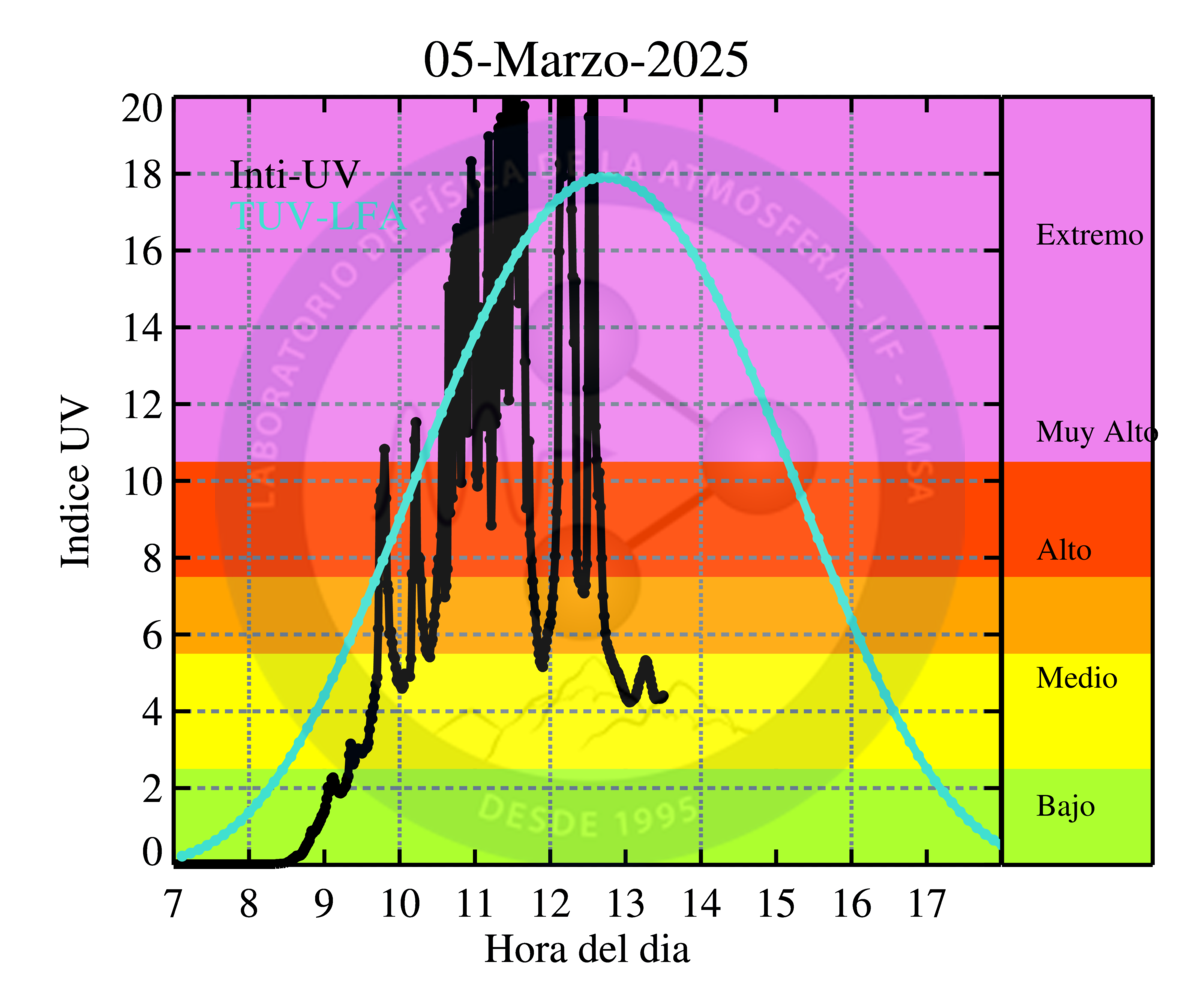 05-Marzo-2025
Inti-UV
TUV-LFA
Indice UV
20
18
16
14
12
10
8
6
4
2
0
7 8 9 10 11 12 13 14 15 16 17
Hora del dia
Extremo
Muy Alto
Alto
Medio
Bajo
LABORATORIO DE FÍSICA DE LA ATMÓSFERA - IIF - UMSA
DESDE 1995